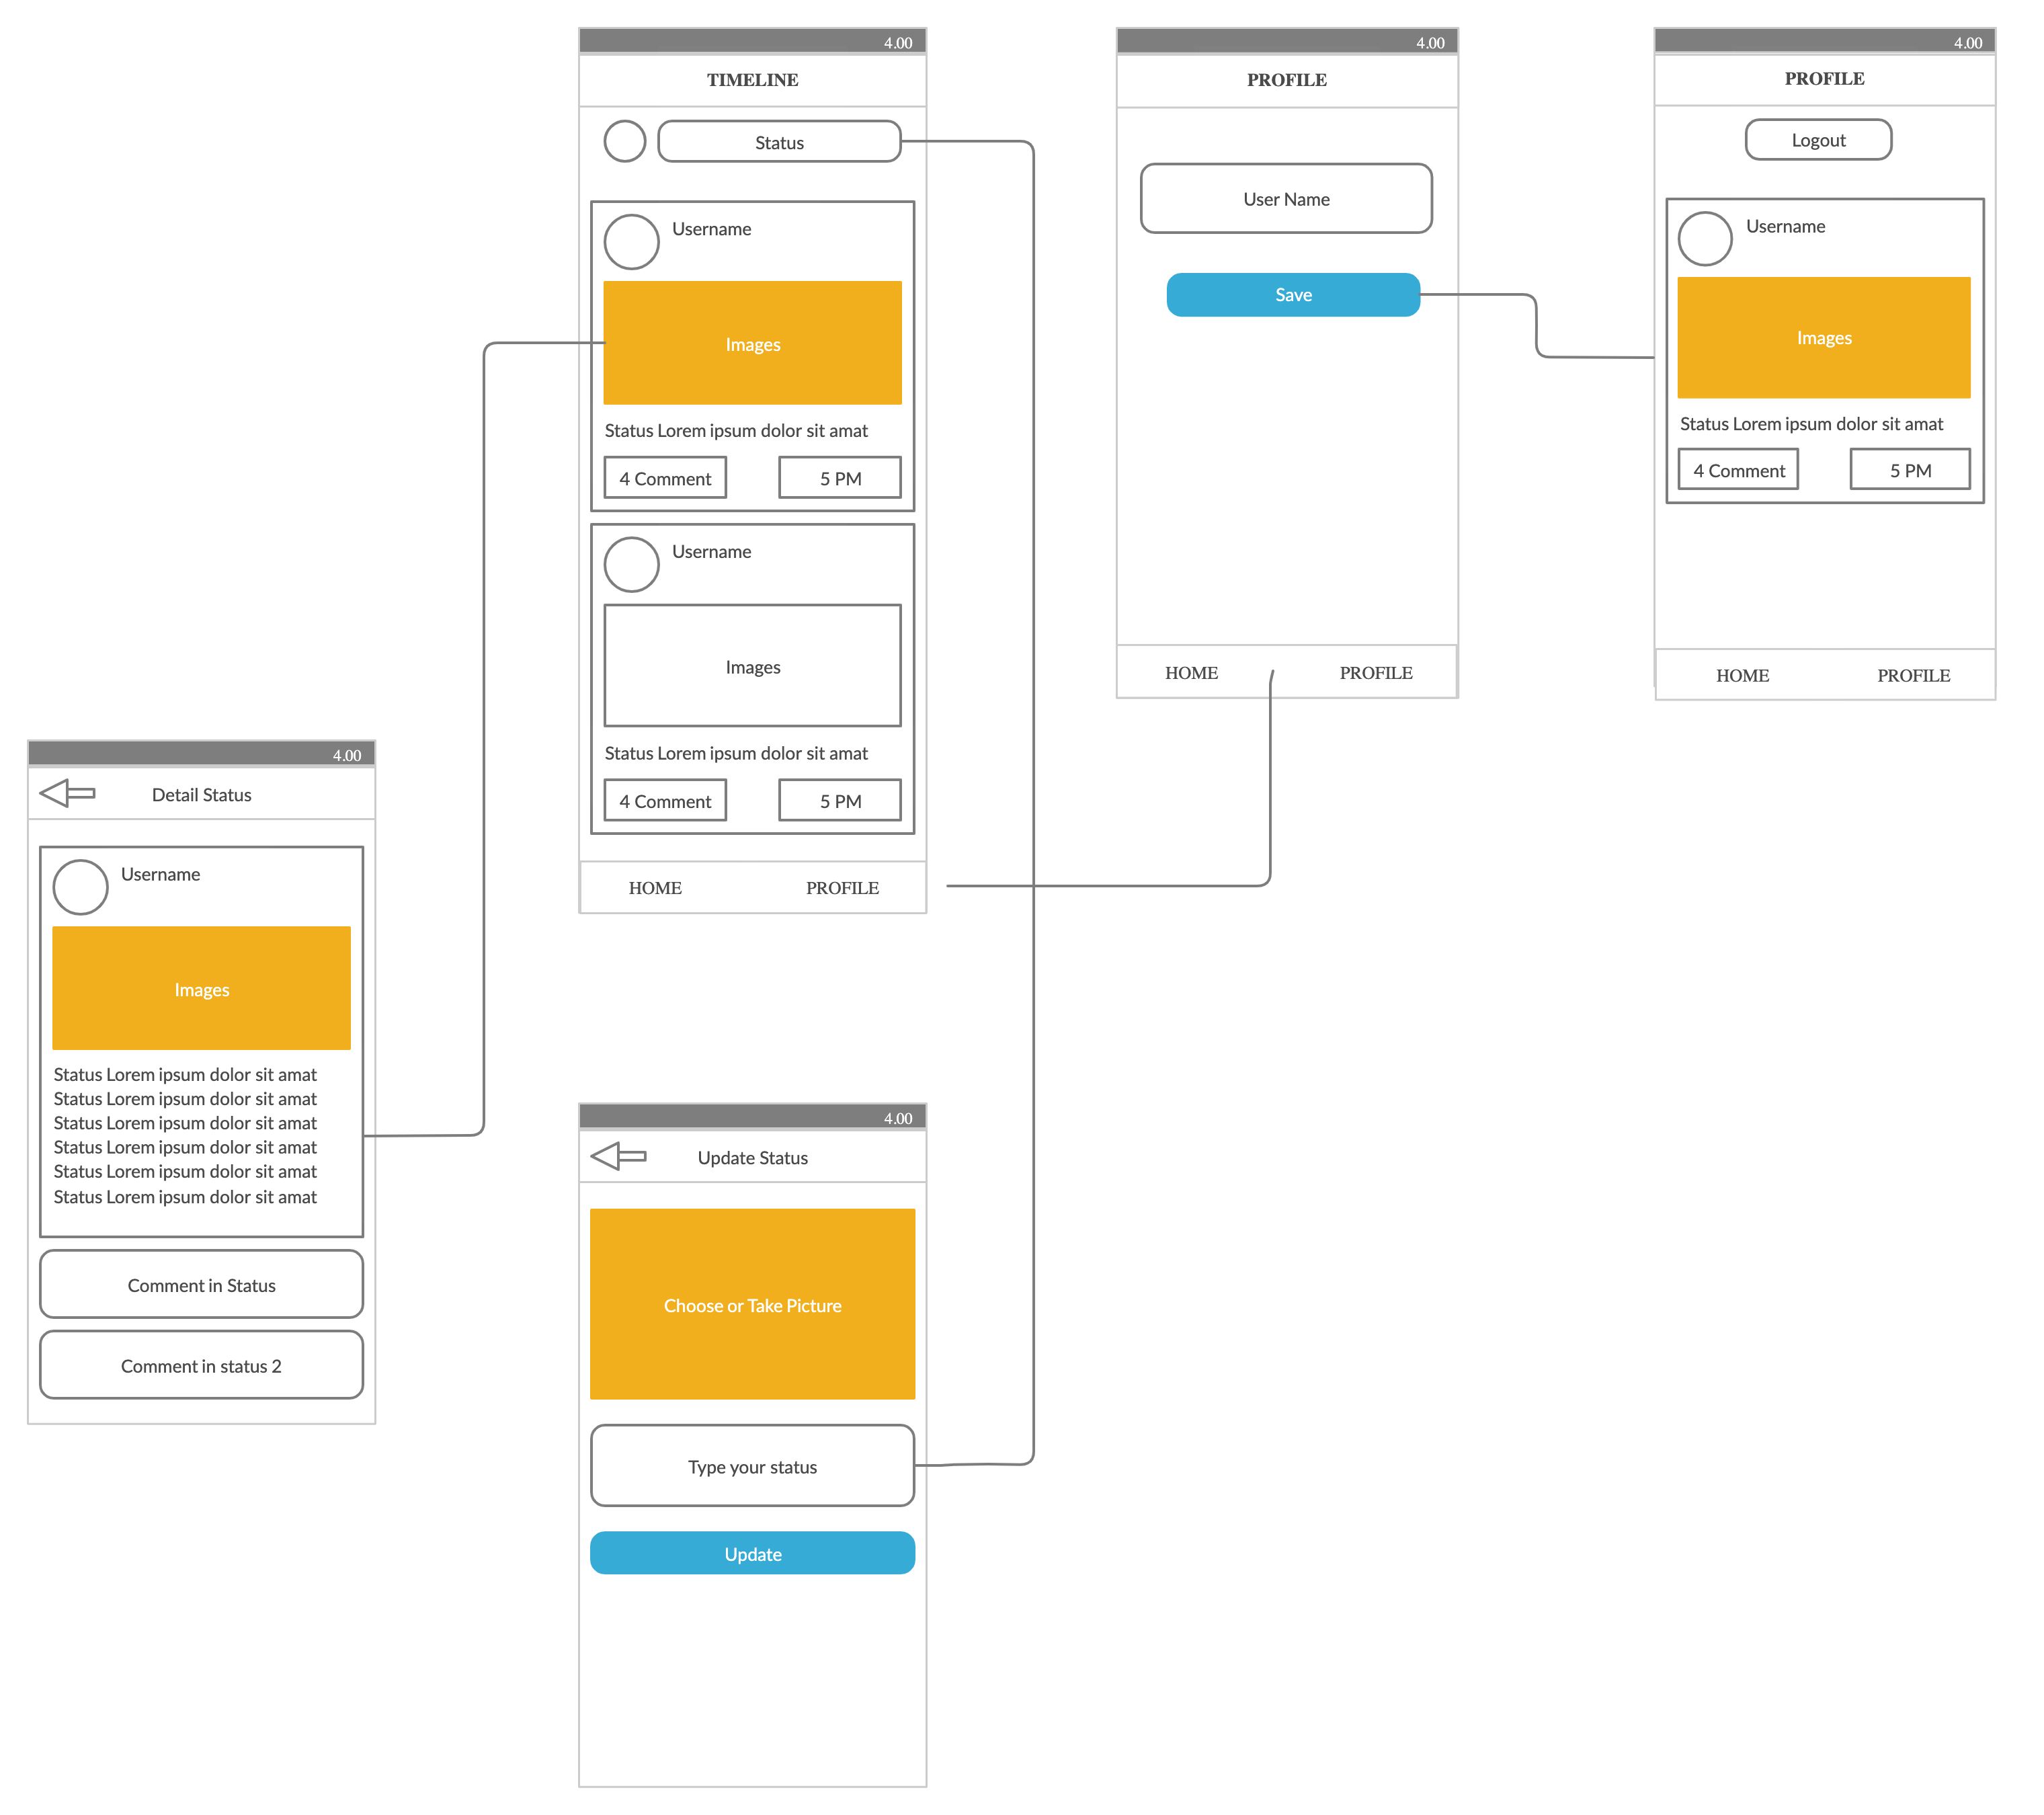 4.00
TIMELINE
Status
Username
Images
Status Lorem ipsum dolor sit amat
4 Comment
5 PM
Username
Images
Status Lorem ipsum dolor sit amat
4 Comment
5 PM
HOME
PROFILE
4.00
PROFILE
User Name
Save
HOME
PROFILE
4.00
PROFILE
Logout
Username
Images
Status Lorem ipsum dolor sit amat
4 Comment
5 PM
HOME
PROFILE
4.00
Detail Status
Username
Images
Status Lorem ipsum dolor sit amat
Status Lorem ipsum dolor sit amat
Status Lorem ipsum dolor sit amat
Status Lorem ipsum dolor sit amat
Status Lorem ipsum dolor sit amat
Status Lorem ipsum dolor sit amat
Comment in Status
Comment in status 2
4.00
Update Status
Choose or Take Picture
Type your status
Update